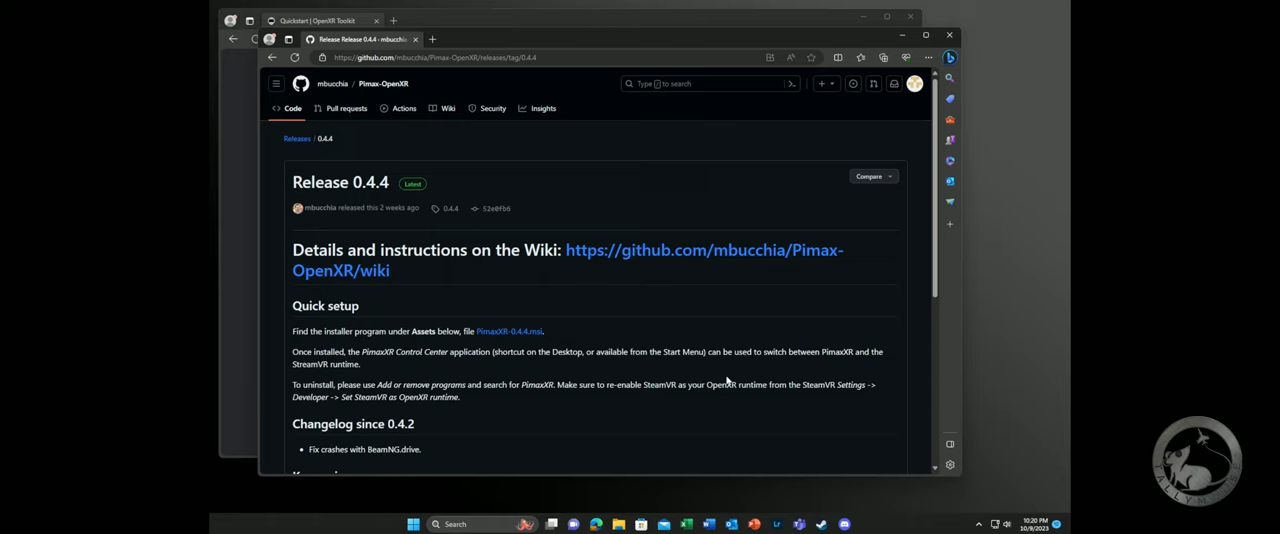 Quickstart | OpenXR Toolkit
Release Release 0.4.4 · mbucchia
https://github.com/mbucchia/Pimax-OpenXR/releases/tag/0.4.4
mbucchia / Pimax-OpenXR
Type / to search
Code
Pull requests
Actions
Wiki
Security
Insights
Releases / 0.4.4
Release 0.4.4
Latest
Compare
mbucchia released this 2 weeks ago
0.4.4
52e0fb6
Details and instructions on the Wiki: https://github.com/mbucchia/Pimax-
OpenXR/wiki
Quick setup
Find the installer program under Assets below, file PimaxXR-0.4.4.msi.
Once installed, the PimaxXR Control Center application (shortcut on the Desktop, or available from the Start Menu) can be used to switch between PimaxXR and the
SteamVR runtime.
To uninstall, please use Add or remove programs and search for PimaxXR. Make sure to re-enable SteamVR as your OpenXR runtime from the SteamVR Settings ->
Developer -> Set SteamVR as OpenXR runtime.
Changelog since 0.4.2
• Fix crashes with BeamNG.drive.
Search
10:20 PM
10/9/2023